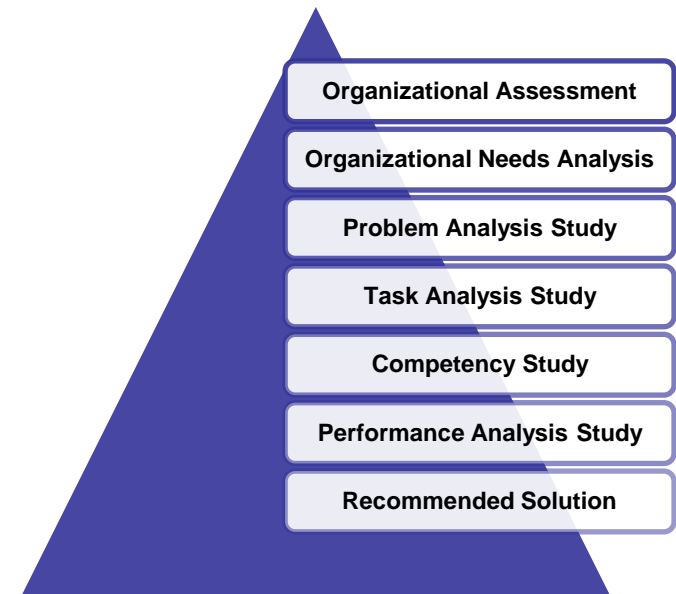 Organizational Assessment
Organizational Needs Analysis
Problem Analysis Study
Task Analysis Study
Competency Study
Performance Analysis Study
Recommended Solution